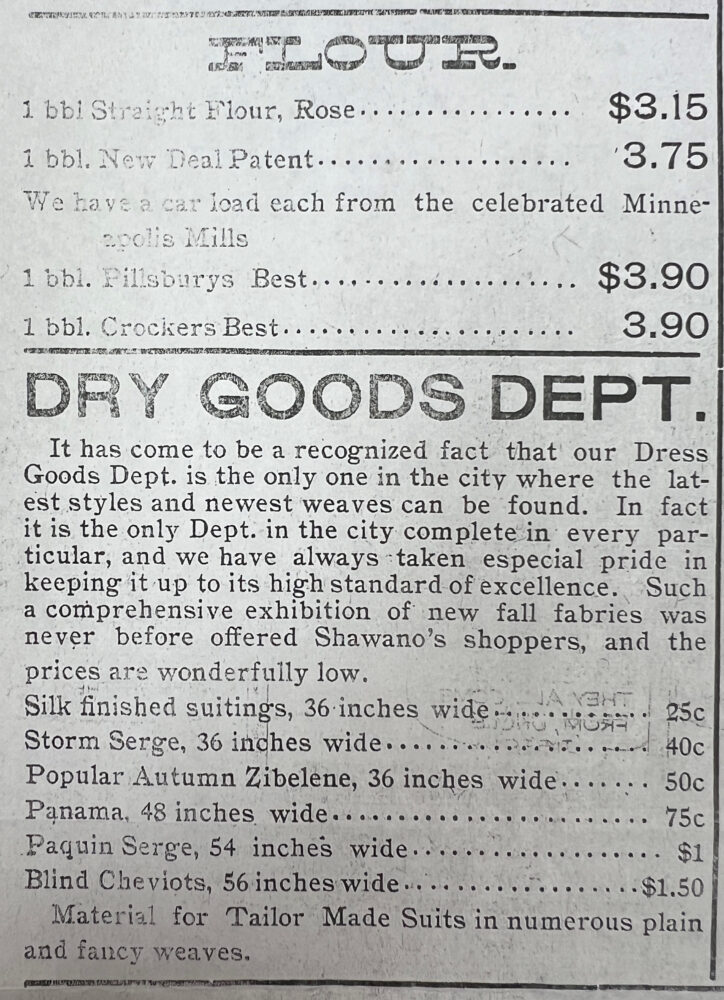 FLOUR.
1 bbl Straight Flour, Rose.................. $3.15
1 bbl. New Deal Patent..................... 3.75
We have a car load each from the celebrated Minne-
apolis Mills
1 bbl. Pillsburys Best...................... $3.90
1 bbl. Crockers Best........................ 3.90
DRY GOODS DEPT.
It has come to be a recognized fact that our Dress
Goods Dept. is the only one in the city where the lat-
est styles and newest weaves can be found. In fact
it is the only Dept. in the city complete in every par-
ticular, and we have always taken especial pride in
keeping it up to its high standard of excellence. Such
a comprehensive exhibition of new fall fabries was
never before offered Shawano's shoppers, and the
prices are wonderfully low.
Silk finished suitings, 36 inches wide............. 25c
Storm Serge, 36 inches wide...................... 40c
Popular Autumn Zibelene, 36 inches wide....... 50c
Panama, 48 inches wide.......................... 75c
Paquin Serge, 54 inches wide.................... $1
Blind Cheviots, 56 inches wide...................$1.50
Material for Tailor Made Suits in numerous plain
and fancy weaves.